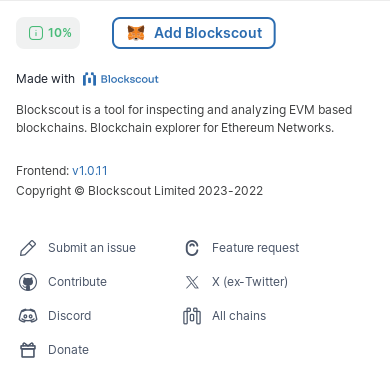 10%
Add Blockscout
Made with Blockscout
Blockscout is a tool for inspecting and analyzing EVM based
blockchains. Blockchain explorer for Ethereum Networks.
Frontend: v1.0.11
Copyright © Blockscout Limited 2023-2022
Submit an issue
Feature request
Contribute
X (ex-Twitter)
Discord
All chains
Donate